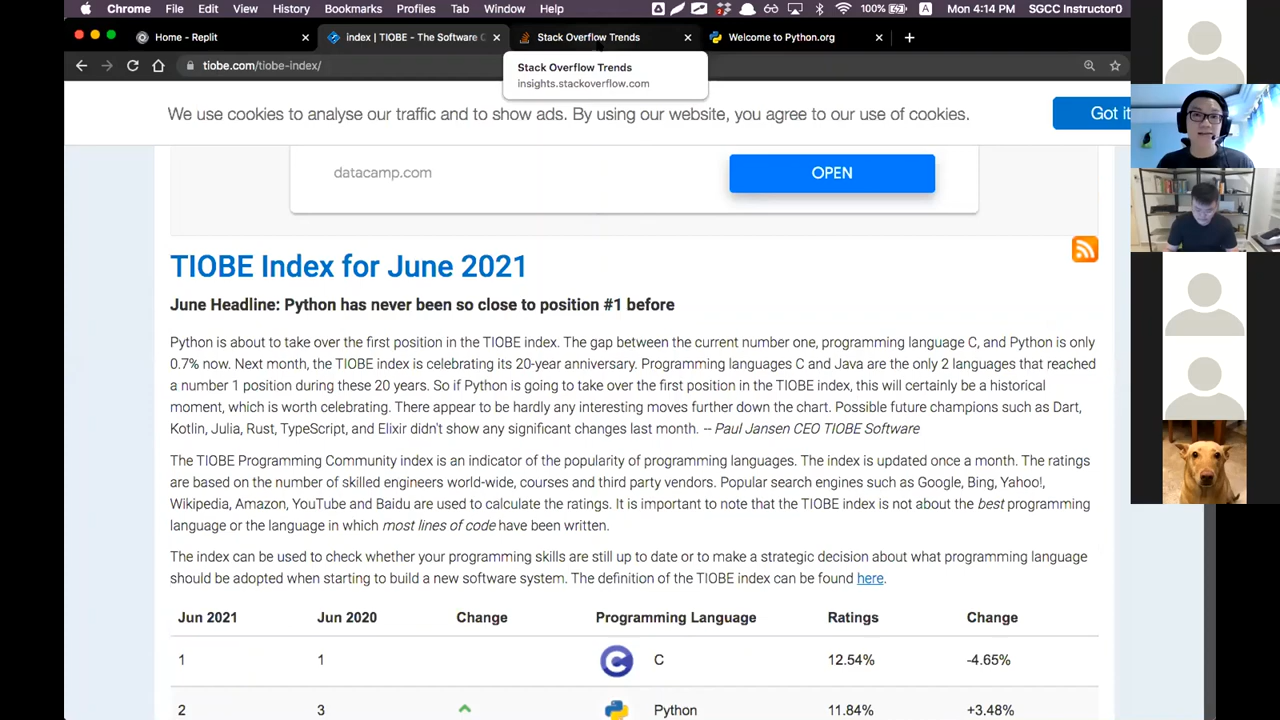 Chrome File Edit View History Bookmarks Profiles Tab Window Help 100% A Mon 4:14 PM SGCC Instructor0
Home - Replit
index | TIOBE - The Software C
Stack Overflow Trends
Welcome to Python.org
tiobe.com/tiobe-index/
Stack Overflow Trends
insights.stackoverflow.com
We use cookies to analyse our traffic and to show ads. By using our website, you agree to our use of cookies.
Got it
datacamp.com
OPEN
TIOBE Index for June 2021
June Headline: Python has never been so close to position #1 before
Python is about to take over the first position in the TIOBE index. The gap between the current number one, programming language C, and Python is only
0.7% now. Next month, the TIOBE index is celebrating its 20-year anniversary. Programming languages C and Java are the only 2 languages that reached
a number 1 position during these 20 years. So if Python is going to take over the first position in the TIOBE index, this will certainly be a historical
moment, which is worth celebrating. There appear to be hardly any interesting moves further down the chart. Possible future champions such as Dart,
Kotlin, Julia, Rust, TypeScript, and Elixir didn't show any significant changes last month. -- Paul Jansen CEO TIOBE Software
The TIOBE Programming Community index is an indicator of the popularity of programming languages. The index is updated once a month. The ratings
are based on the number of skilled engineers world-wide, courses and third party vendors. Popular search engines such as Google, Bing, Yahoo!,
Wikipedia, Amazon, YouTube and Baidu are used to calculate the ratings. It is important to note that the TIOBE index is not about the best programming
language or the language in which most lines of code have been written.
The index can be used to check whether your programming skills are still up to date or to make a strategic decision about what programming language
should be adopted when starting to build a new software system. The definition of the TIOBE index can be found here.
Jun 2021 Jun 2020 Change Programming Language Ratings Change
1 1 C C 12.54% -4.65%
2 3 Python 11.84% +3.48%